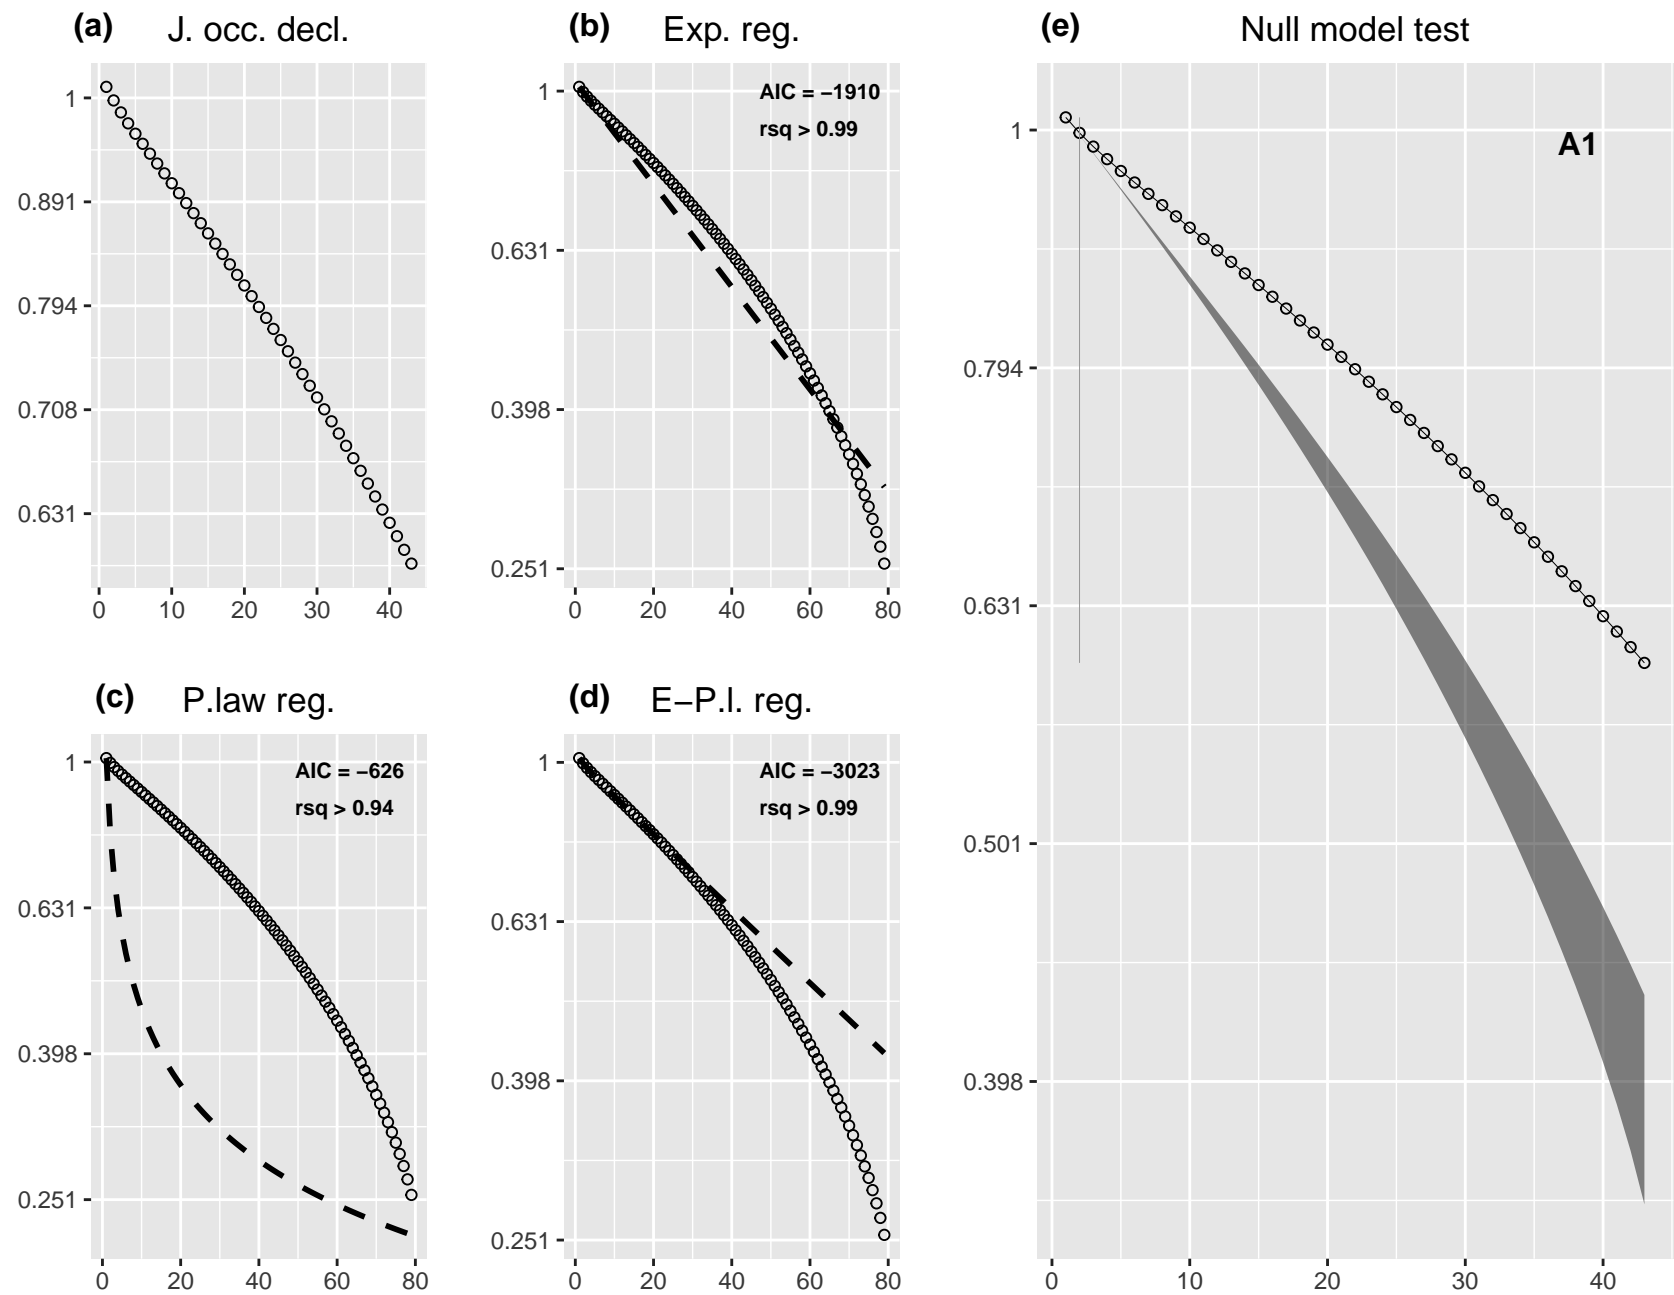 (a) J. occ. decl.
1
0.891
0.794
0.708
0.631
0 10 20 30 40
(b) Exp. reg.
AIC = −1910
rsq > 0.99
1
0.631
0.398
0.251
0 20 40 60 80
(c) P.law reg.
AIC = −626
rsq > 0.94
1
0.631
0.398
0.251
0 20 40 60 80
(d) E−P.l. reg.
AIC = −3023
rsq > 0.99
1
0.631
0.398
0.251
0 20 40 60 80
(e) Null model test
A1
1
0.794
0.631
0.501
0.398
0 10 20 30 40